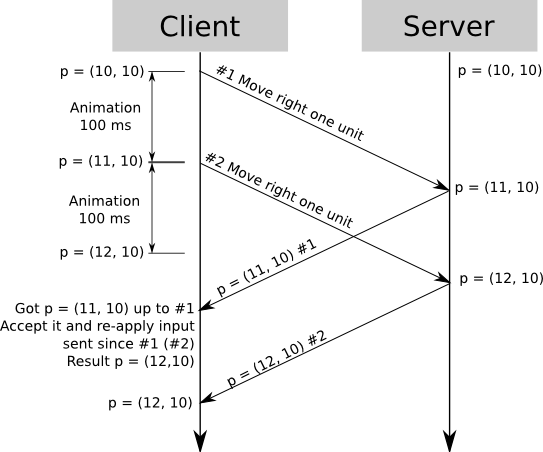 Client
Server
p = (10, 10)
p = (10, 10)
#1 Move right one unit
Animation
100 ms
p = (11, 10)
#2 Move right one unit
p = (11, 10)
Animation
100 ms
p = (11, 10) #1
p = (12, 10)
p = (12, 10)
Got p = (11, 10) up to #1
Accept it and re-apply input
sent since #1 (#2)
Result p = (12,10)
p = (12, 10) #2
p = (12, 10)